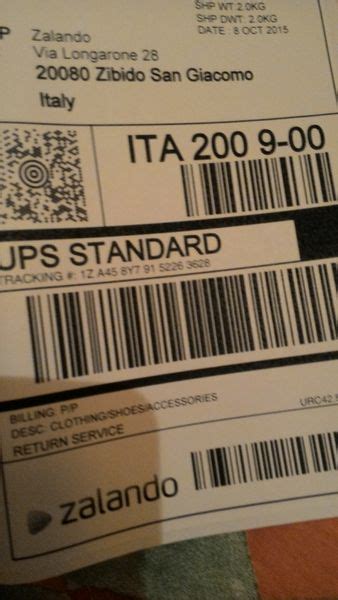 SHP WT: 2.0KG
SHP DWT: 2.0KG
DATE : 8 OCT 2015
P Zalando
Via Longarone 28
20080 Zibido San Giacomo
Italy
ITA 200 9-00
UPS STANDARD
TRACKING #: 1Z A45 8Y7 91 5226 3628
BILLING: P/P
DESC: CLOTHING/SHOES/ACCESSORIES
RETURN SERVICE
URC42.
zalando